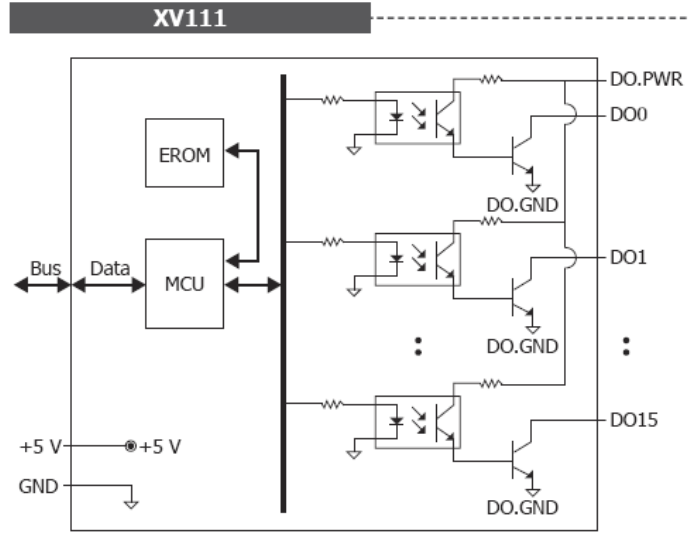 XV111
DO.PWR
DO0
EROM
DO.GND
Bus
Data
MCU
DO1
DO.GND
:
:
DO15
+5 V
+5 V
GND
DO.GND